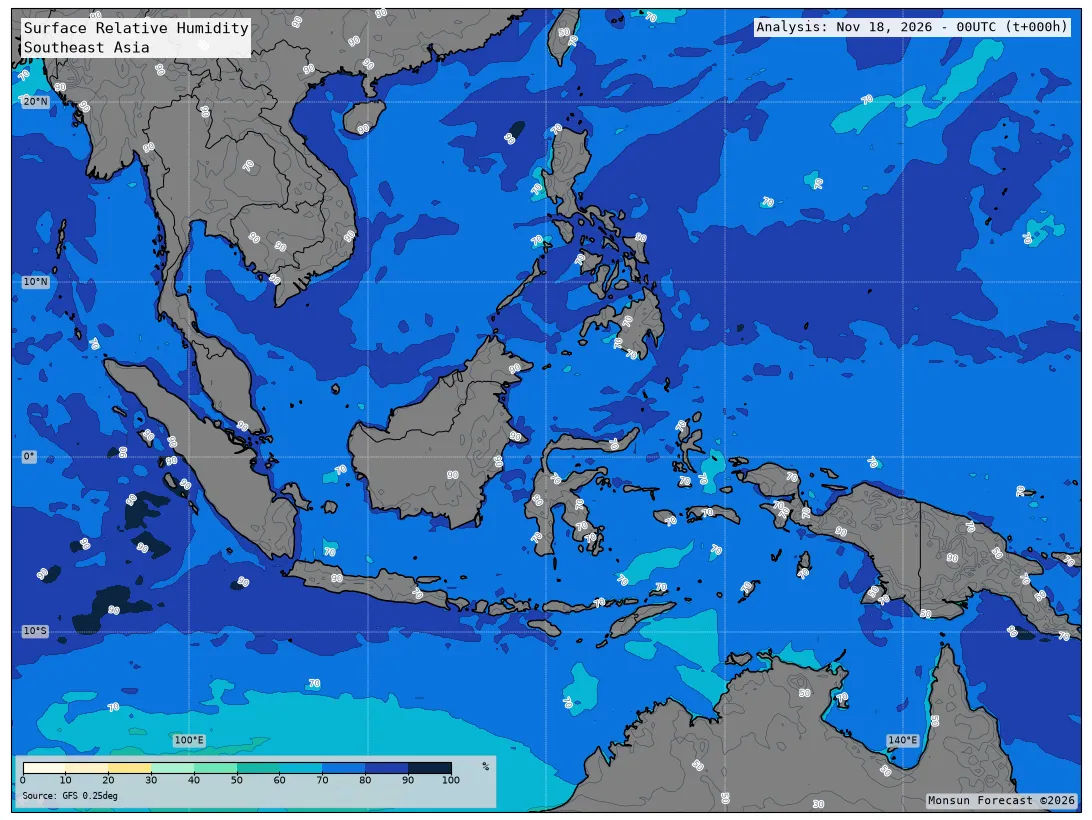 Surface Relative Humidity
Southeast Asia
Analysis: Nov 18, 2026 - 00UTC (t+000h)
20°N
10°N
0°
10°S
100°E
140°E
0 10 20 30 40 50 60 70 80 90 100
%
Source: GFS 0.25deg
Monsun Forecast ©2026